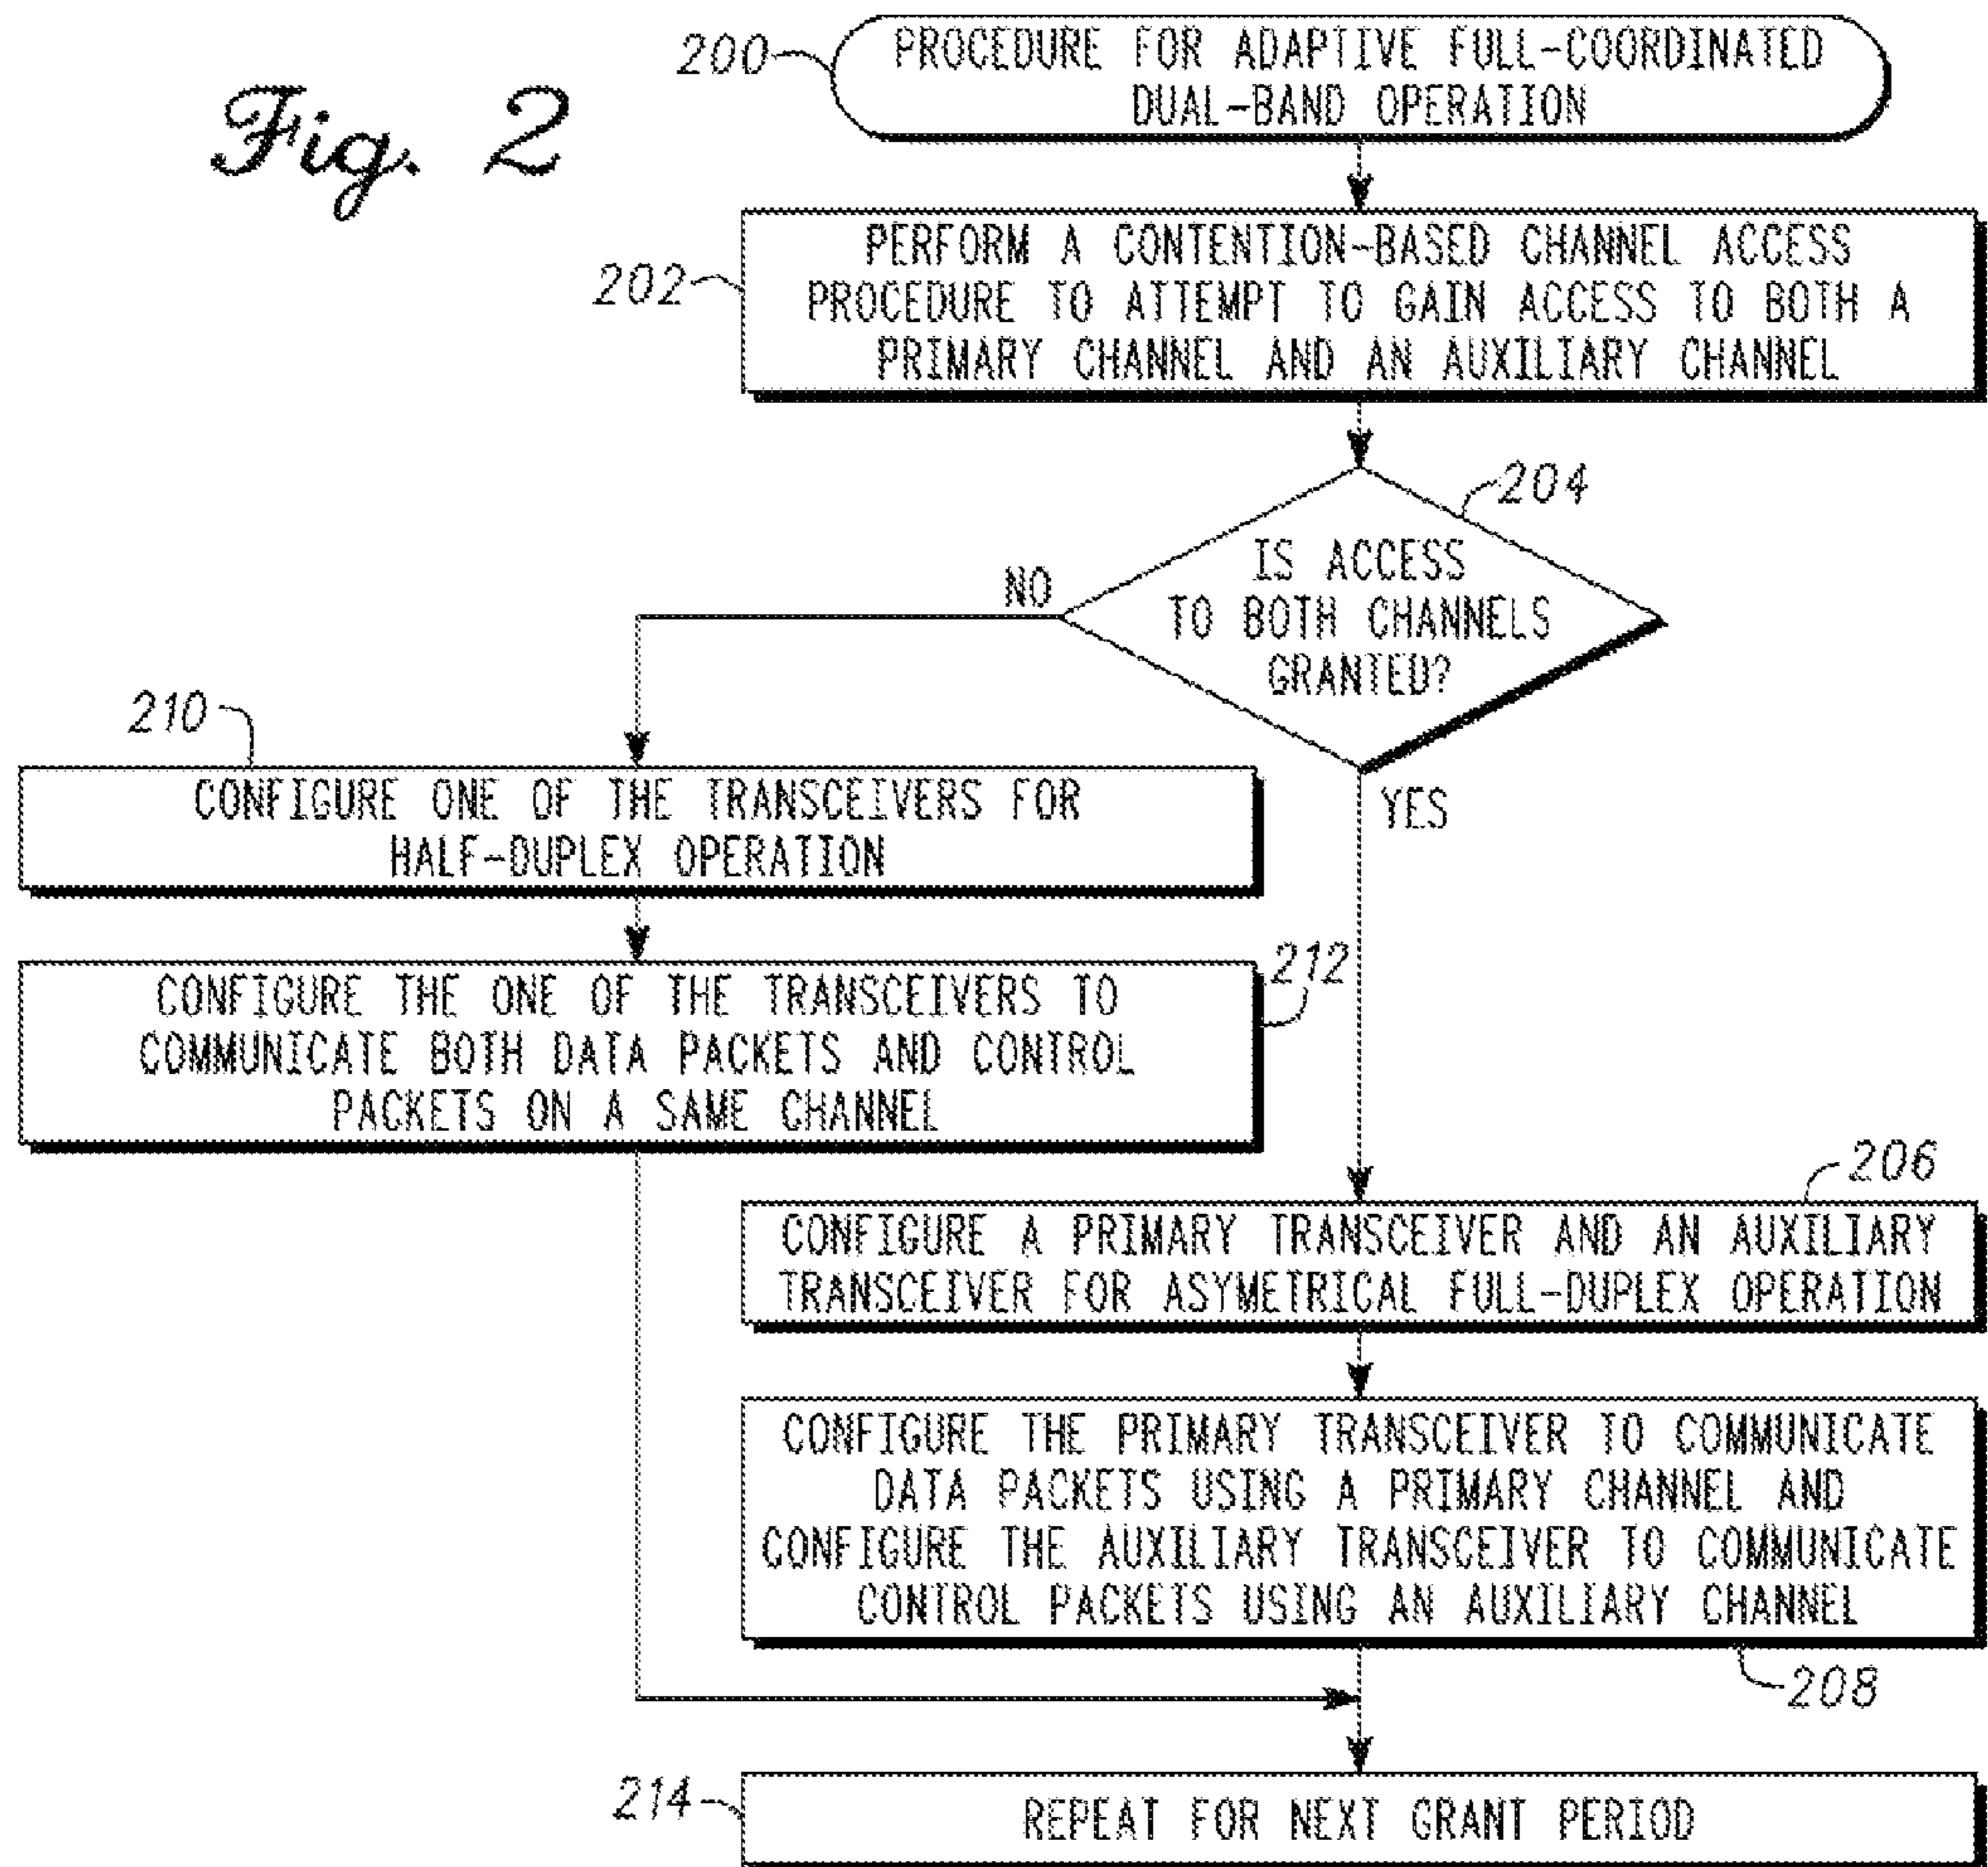 Fig. 2
200
PROCEDURE FOR ADAPTIVE FULL-COORDINATED
DUAL-BAND OPERATION
202
PERFORM A CONTENTION-BASED CHANNEL ACCESS
PROCEDURE TO ATTEMPT TO GAIN ACCESS TO BOTH A
PRIMARY CHANNEL AND AN AUXILIARY CHANNEL
204
IS ACCESS
TO BOTH CHANNELS
GRANTED?
NO
YES
210
CONFIGURE ONE OF THE TRANSCEIVERS FOR
HALF-DUPLEX OPERATION
212
CONFIGURE THE ONE OF THE TRANSCEIVERS TO
COMMUNICATE BOTH DATA PACKETS AND CONTROL
PACKETS ON A SAME CHANNEL
206
CONFIGURE A PRIMARY TRANSCEIVER AND AN AUXILIARY
TRANSCEIVER FOR ASYMETRICAL FULL-DUPLEX OPERATION
CONFIGURE THE PRIMARY TRANSCEIVER TO COMMUNICATE
DATA PACKETS USING A PRIMARY CHANNEL AND
CONFIGURE THE AUXILIARY TRANSCEIVER TO COMMUNICATE
CONTROL PACKETS USING AN AUXILIARY CHANNEL
208
214
REPEAT FOR NEXT GRANT PERIOD